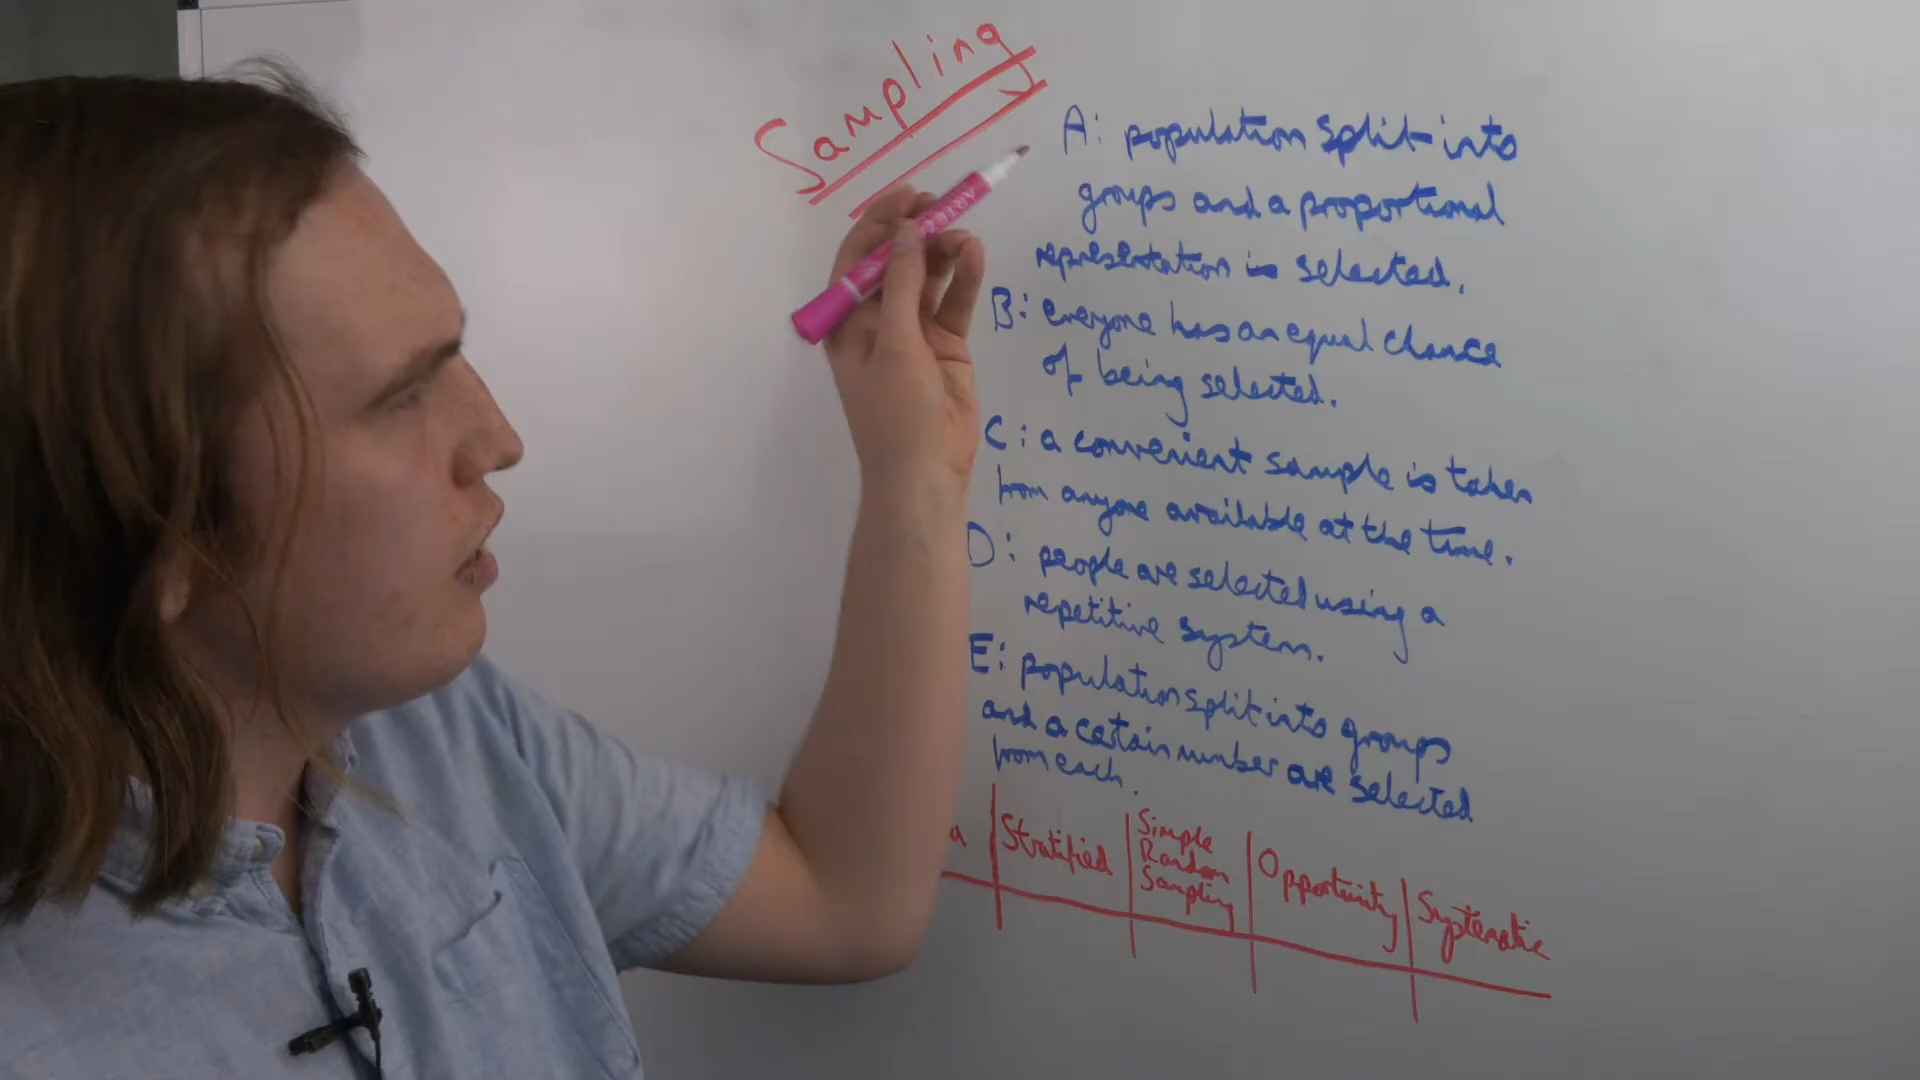 Sampling
A: population split into
groups and a proportional
representation is selected.
B: everyone has an equal chance
of being selected.
C: a convenient sample is taken
from anyone available at the time.
D: people are selected using a
repetitive system.
E: population split into groups
and a certain number are selected
from each.
a
Stratified
Simple
Random
Sampling
Opportunity
Systematic